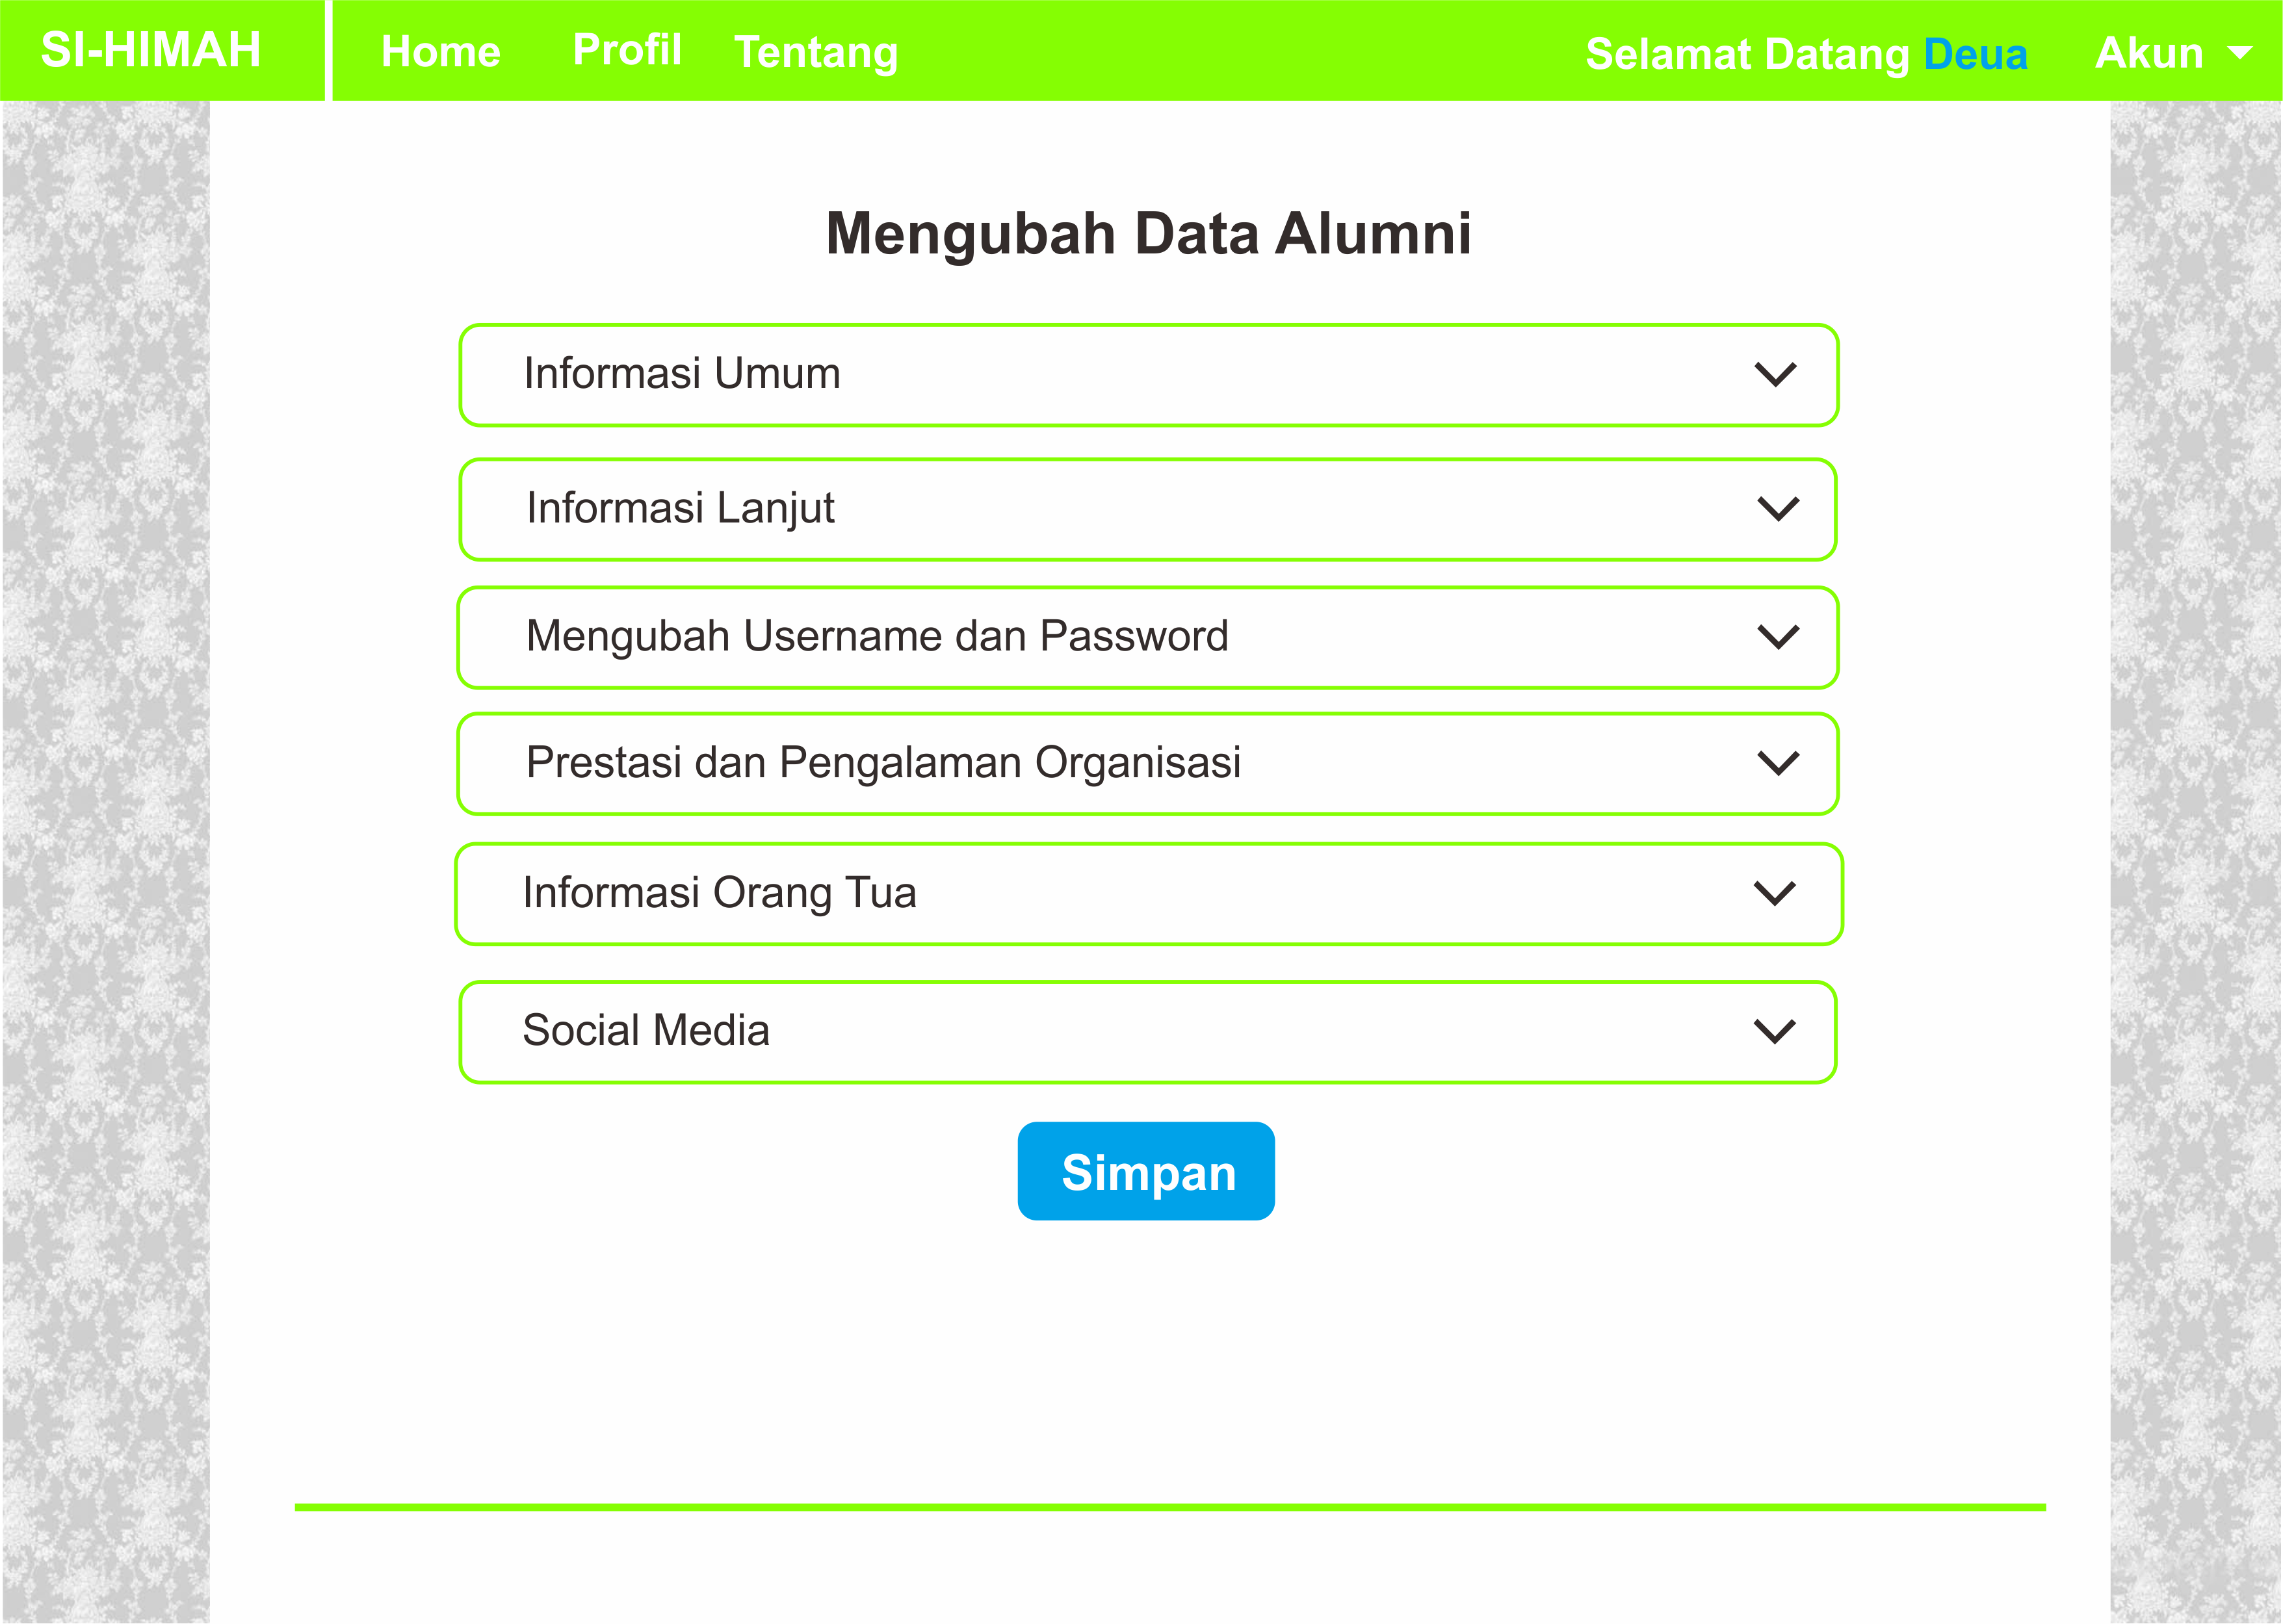 SI-HIMAH Home Profil Tentang Selamat Datang Deua Akun
Mengubah Data Alumni
Informasi Umum
Informasi Lanjut
Mengubah Username dan Password
Prestasi dan Pengalaman Organisasi
Informasi Orang Tua
Social Media
Simpan